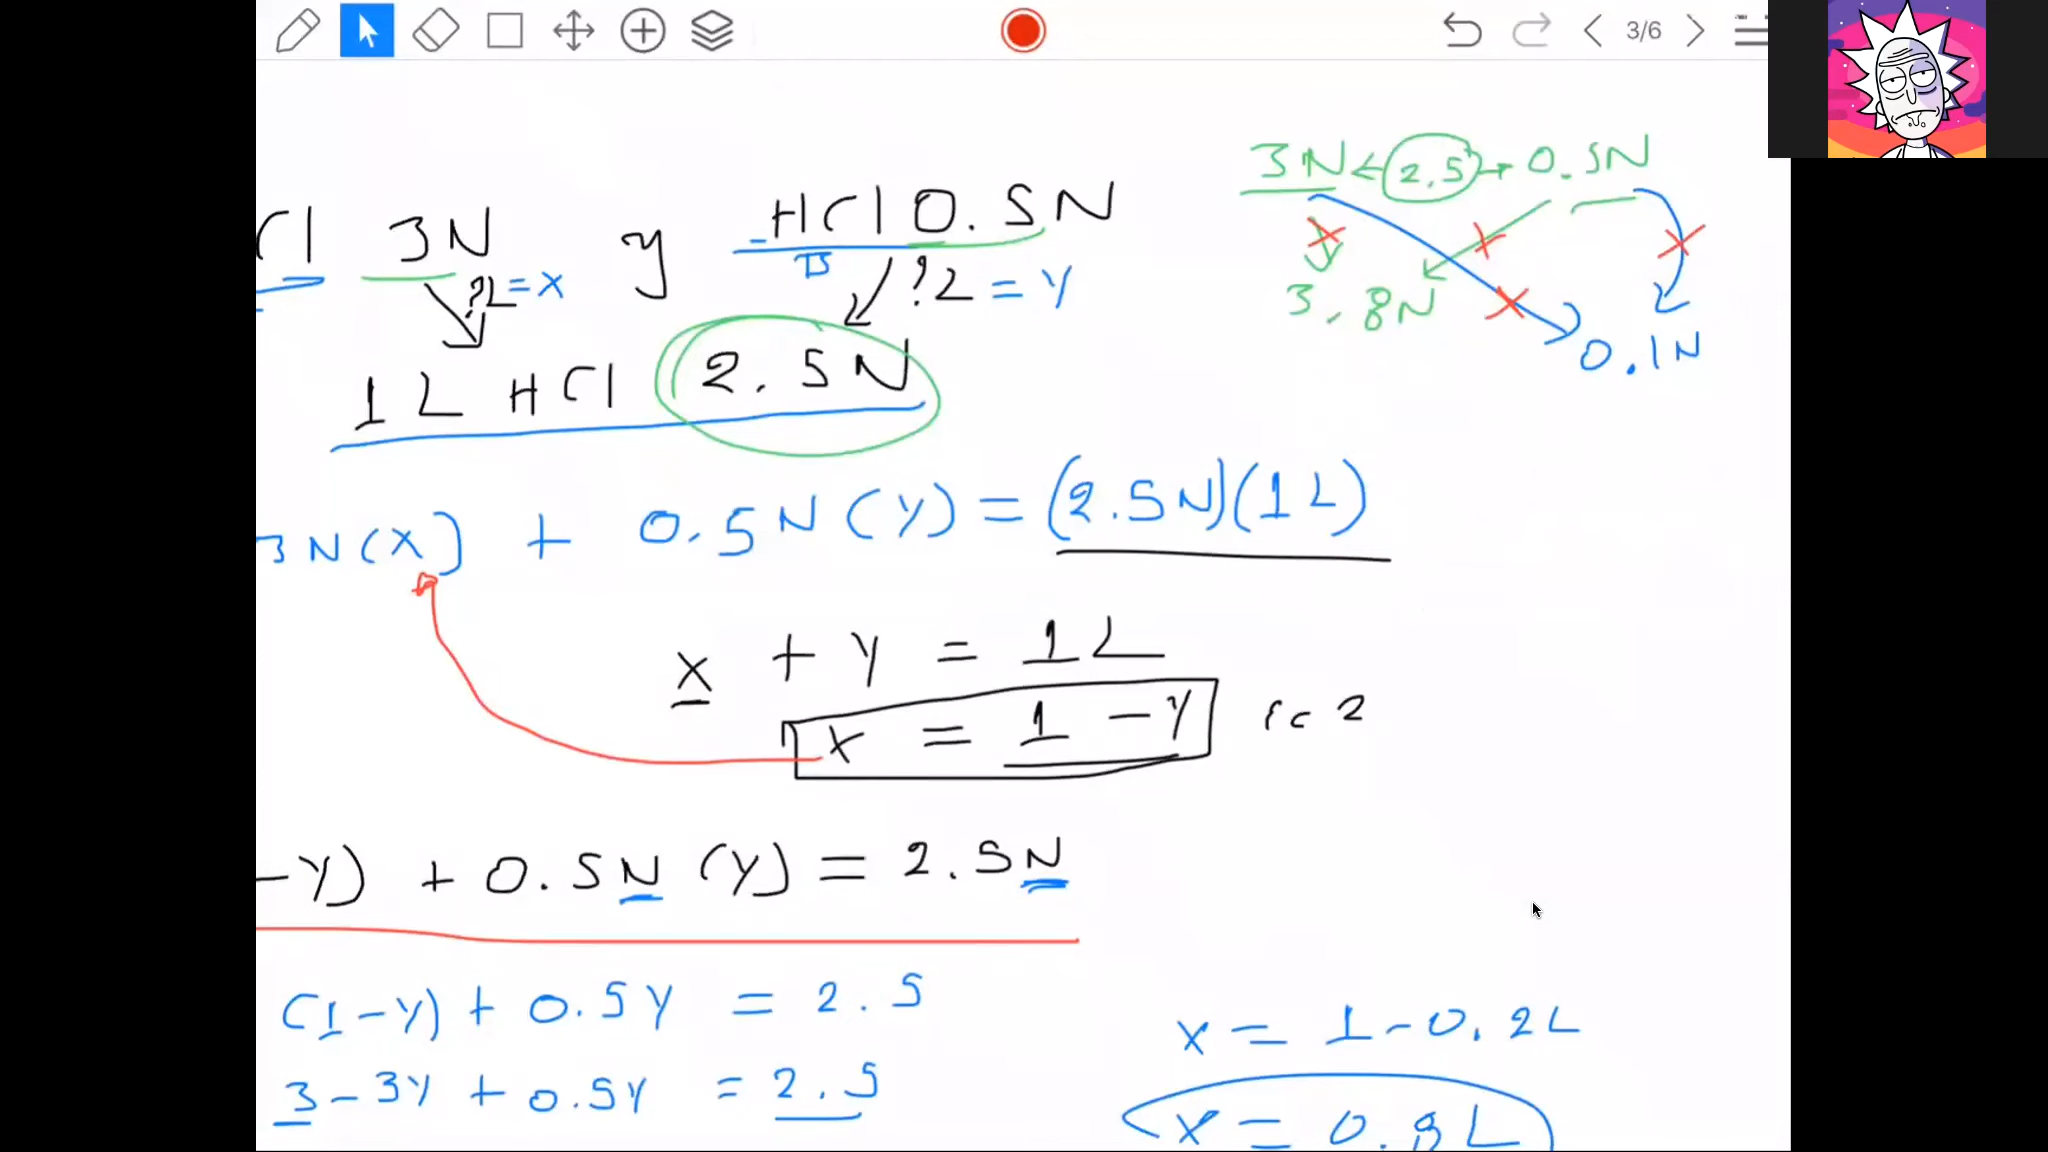 3/6
3N ← 2.5 → 0.5N
Cl 3N y HCl 0.5N
B
?L = X ?L = Y
3.8N
0.1N
1L HCl 2.5N
3N(X) + 0.5N(Y) = (2.5N)(1L)
X + Y = 1L
X = 1 - Y
-Y) + 0.5N (Y) = 2.5N
(1-Y) + 0.5Y = 2.5
X = 1 - 0.2L
3 - 3Y + 0.5Y = 2.5
X = 0.8L